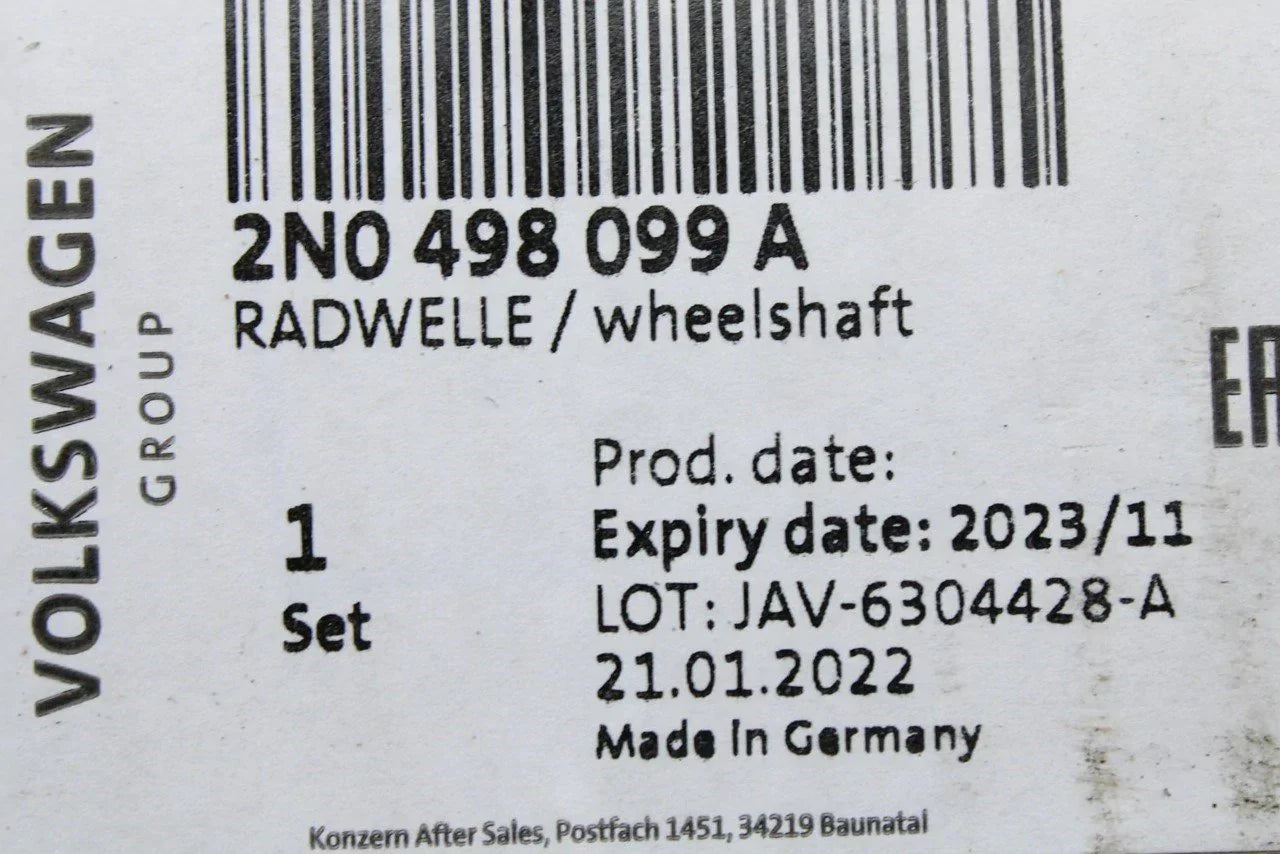 VOLKSWAGEN
GROUP
2N0 498 099 A
RADWELLE / wheelshaft
1
Set
Prod. date:
Expiry date: 2023/11
LOT: JAV-6304428-A
21.01.2022
Made in Germany
Konzern After Sales, Postfach 1451, 34219 Baunatal